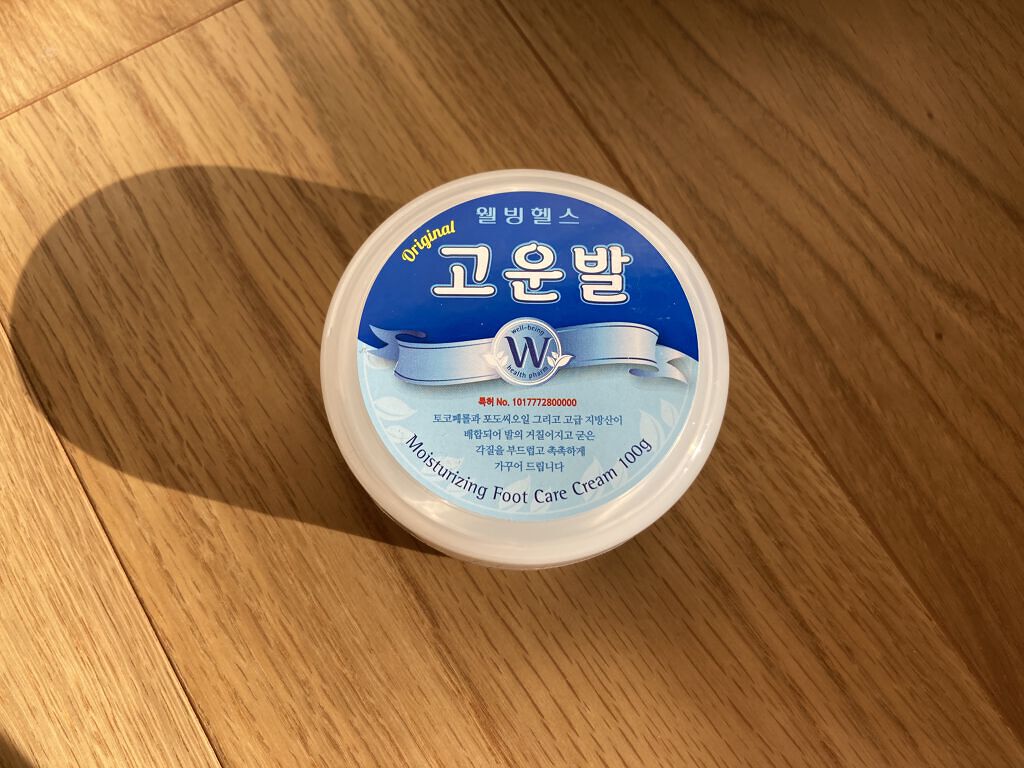 웰빙헬스
Original
고운발
well-being
W
health pharm
특허 No. 1017772800000
토코페롤과 포도씨오일 그리고 고급 지방산이
배합되어 발의 거칠어지고 굳은
각질을 부드럽고 촉촉하게
가꾸어 드립니다
Moisturizing Foot Care Cream 100g